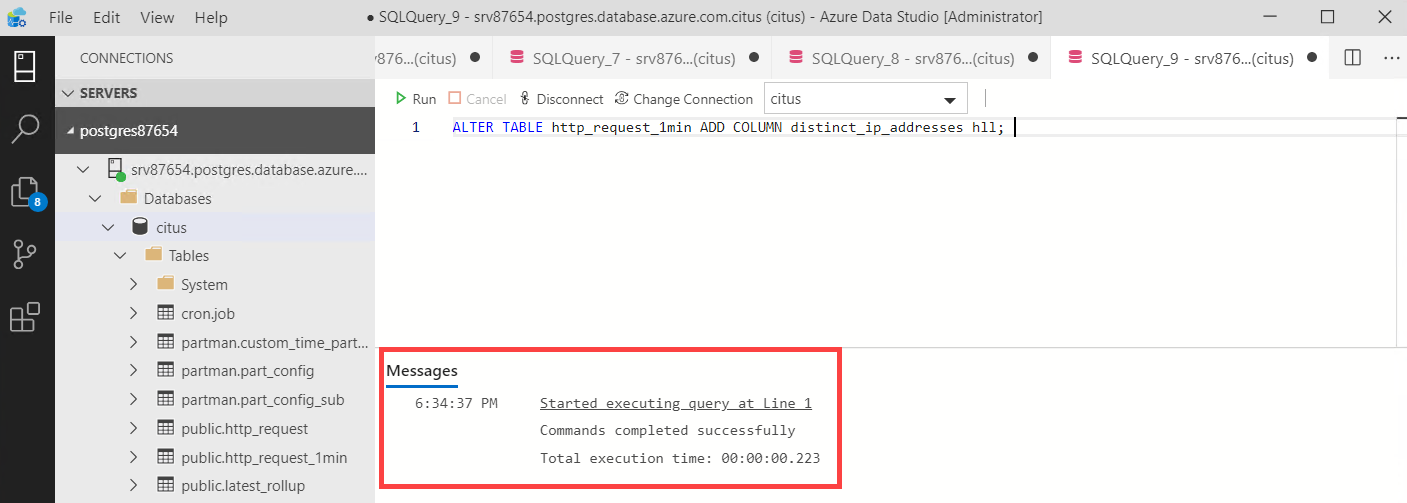 File Edit View Help ● SQLQuery_9 - srv87654.postgres.database.azure.com.citus (citus) - Azure Data Studio [Administrator]
CONNECTIONS
SERVERS
postgres87654
srv87654.postgres.database.azure....
Databases
citus
Tables
System
cron.job
partman.custom_time_part...
partman.part_config
partman.part_config_sub
public.http_request
public.http_request_1min
public.latest_rollup
8
876...(citus) SQLQuery_7 - srv876...(citus) SQLQuery_8 - srv876...(citus) SQLQuery_9 - srv876...(citus)
Run Cancel Disconnect Change Connection citus
1 ALTER TABLE http_request_1min ADD COLUMN distinct_ip_addresses hll;
Messages
6:34:37 PM Started executing query at Line 1
Commands completed successfully
Total execution time: 00:00:00.223